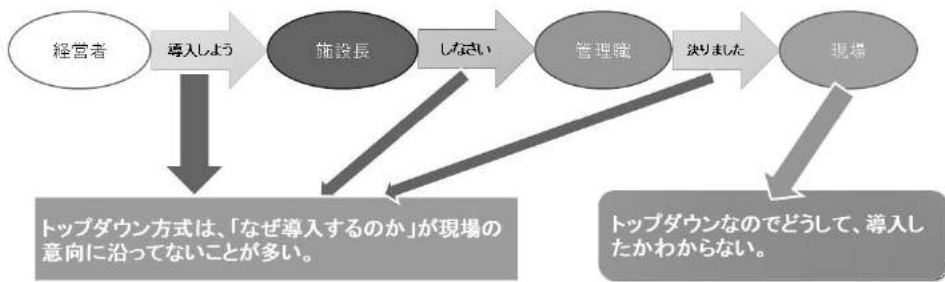 経営者
導入しよう
施設長
しなさい
管理職
決りました
現場
トップダウン方式は、「なぜ導入するのか」が現場の
意向に沿ってないことが多い。
トップダウンなのでどうして、導入し
たかわからない。